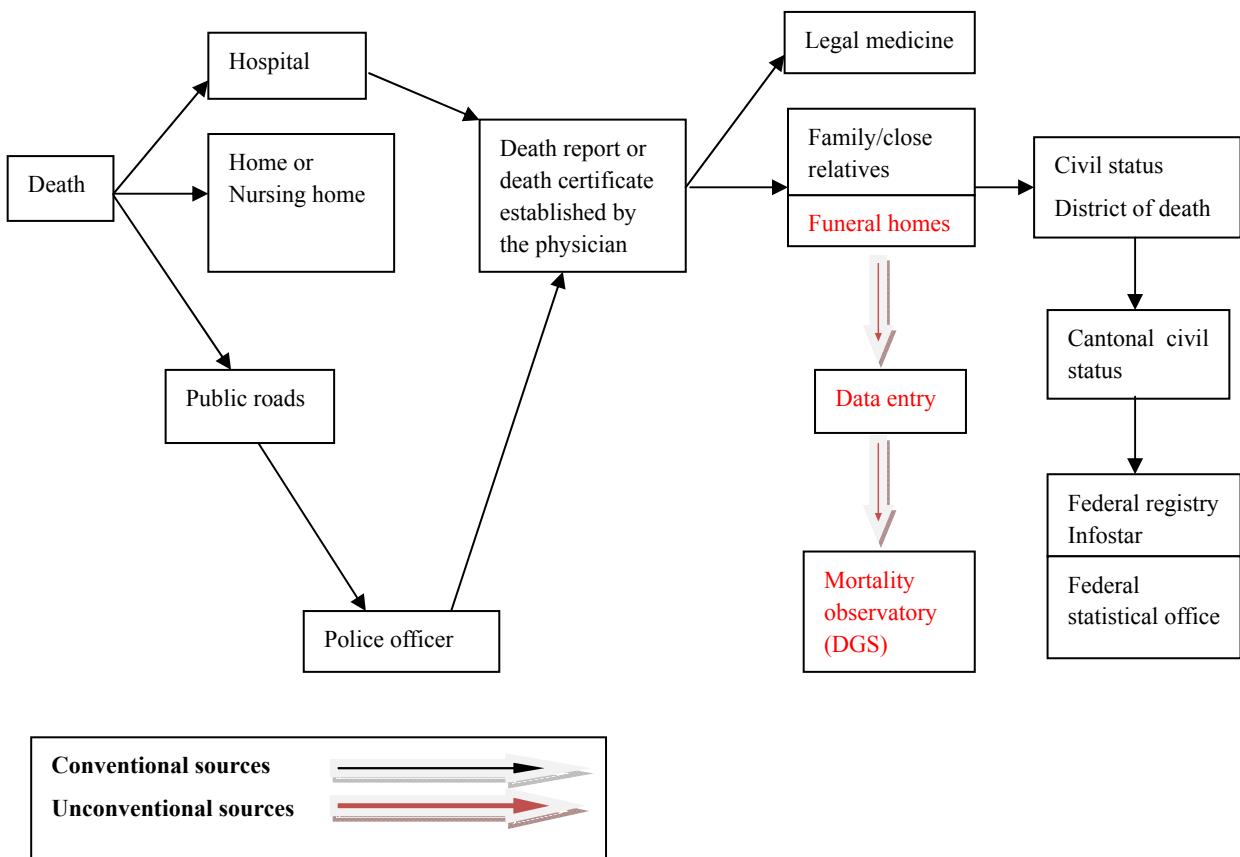 Death
Hospital
Home or
Nursing home
Public roads
Police officer
Death report or
death certificate
established by
the physician
Legal medicine
Family/close
relatives
Funeral homes
Data entry
Mortality
observatory
(DGS)
Civil status
District of death
Cantonal civil
status
Federal registry
Infostar
Federal
statistical office
Conventional sources
Unconventional sources